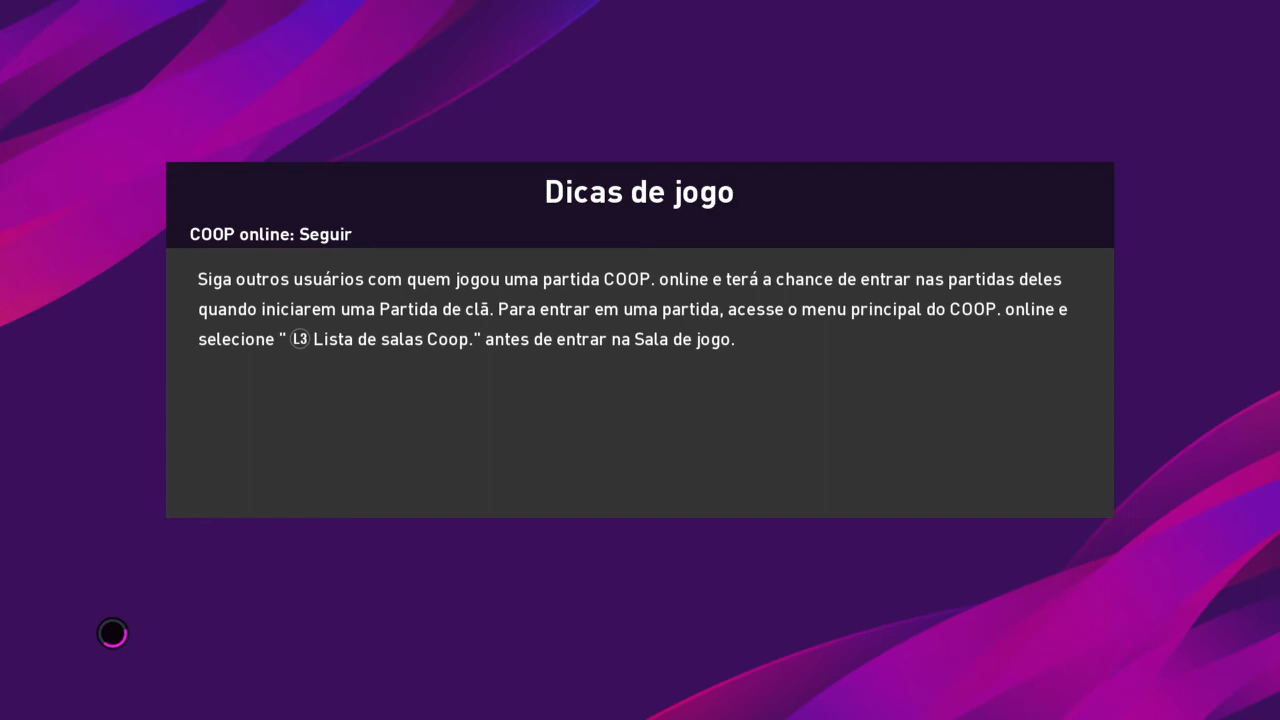 Dicas de jogo
COOP online: Seguir
Siga outros usuários com quem jogou uma partida COOP. online e terá a chance de entrar nas partidas deles
quando iniciarem uma Partida de clã. Para entrar em uma partida, acesse o menu principal do COOP. online e
selecione " L3 Lista de salas Coop." antes de entrar na Sala de jogo.